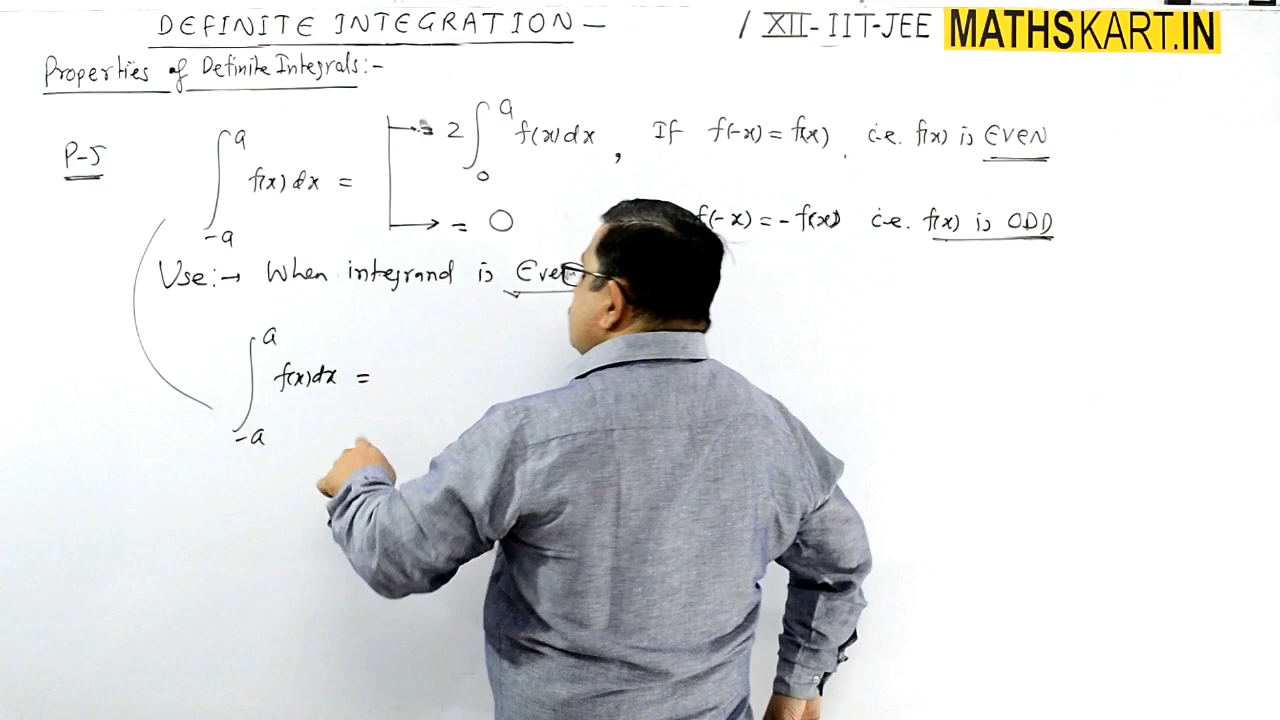 DEFINITE INTEGRATION – / XII-IIT-JEE MATHSKART.IN
Properties of Definite Integrals:-
P-5 ∫_{-a}^{a} f(x) dx = → = 2 ∫_{0}^{a} f(x) dx , If f(-x) = f(x) , i.e. f(x) is EVEN
→ = 0 f(-x) = - f(x) i.e. f(x) is ODD
Use:→ When integrand is Even
∫_{-a}^{a} f(x) dx =